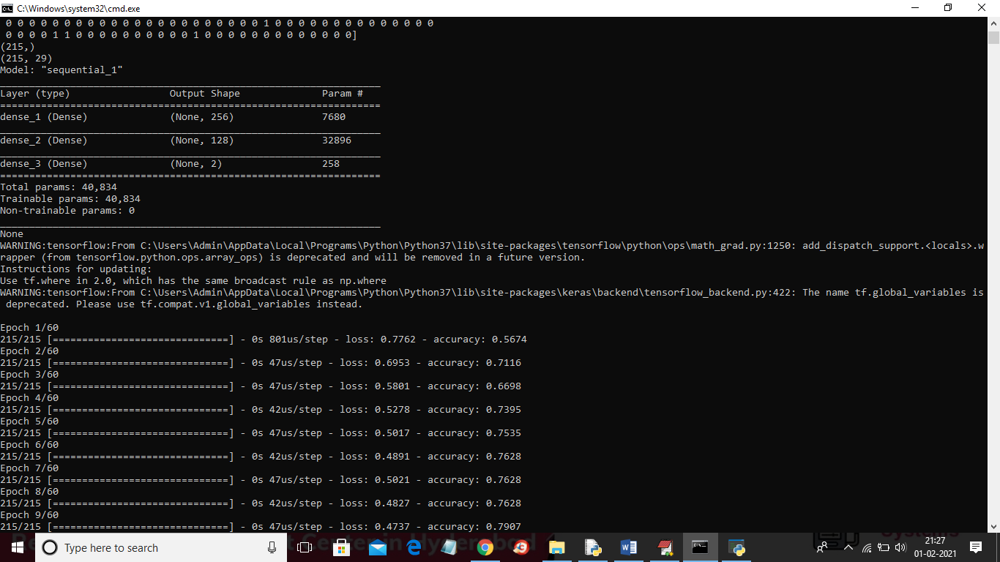 C:\Windows\system32\cmd.exe
0 0 0 0 0 0 0 0 0 0 0 0 0 0 0 0 0 0 0 0 0 0 1 0 0 0 0 0 0 0 0 0 0 0 0 0 0
0 0 0 0 1 1 0 0 0 0 0 0 0 0 0 0 1 0 0 0 0 0 0 0 0 0 0 0 0 0]
(215,)
(215, 29)
Model: "sequential_1"
_________________________________________________________________
Layer (type)                 Output Shape              Param #
=================================================================
dense_1 (Dense)              (None, 256)               7680
_________________________________________________________________
dense_2 (Dense)              (None, 128)               32896
_________________________________________________________________
dense_3 (Dense)              (None, 2)                 258
=================================================================
Total params: 40,834
Trainable params: 40,834
Non-trainable params: 0
_________________________________________________________________
None
WARNING:tensorflow:From C:\Users\Admin\AppData\Local\Programs\Python\Python37\lib\site-packages\tensorflow\python\ops\math_grad.py:1250: add_dispatch_support.<locals>.w
rapper (from tensorflow.python.ops.array_ops) is deprecated and will be removed in a future version.
Instructions for updating:
Use tf.where in 2.0, which has the same broadcast rule as np.where
WARNING:tensorflow:From C:\Users\Admin\AppData\Local\Programs\Python\Python37\lib\site-packages\keras\backend\tensorflow_backend.py:422: The name tf.global_variables is
deprecated. Please use tf.compat.v1.global_variables instead.
Epoch 1/60
215/215 [==============================] - 0s 801us/step - loss: 0.7762 - accuracy: 0.5674
Epoch 2/60
215/215 [==============================] - 0s 47us/step - loss: 0.6953 - accuracy: 0.7116
Epoch 3/60
215/215 [==============================] - 0s 47us/step - loss: 0.5801 - accuracy: 0.6698
Epoch 4/60
215/215 [==============================] - 0s 42us/step - loss: 0.5278 - accuracy: 0.7395
Epoch 5/60
215/215 [==============================] - 0s 47us/step - loss: 0.5017 - accuracy: 0.7535
Epoch 6/60
215/215 [==============================] - 0s 42us/step - loss: 0.4891 - accuracy: 0.7628
Epoch 7/60
215/215 [==============================] - 0s 47us/step - loss: 0.5021 - accuracy: 0.7628
Epoch 8/60
215/215 [==============================] - 0s 42us/step - loss: 0.4827 - accuracy: 0.7628
Epoch 9/60
215/215 [==============================] - 0s 47us/step - loss: 0.4737 - accuracy: 0.7907
Type here to search
21:27
01-02-2021